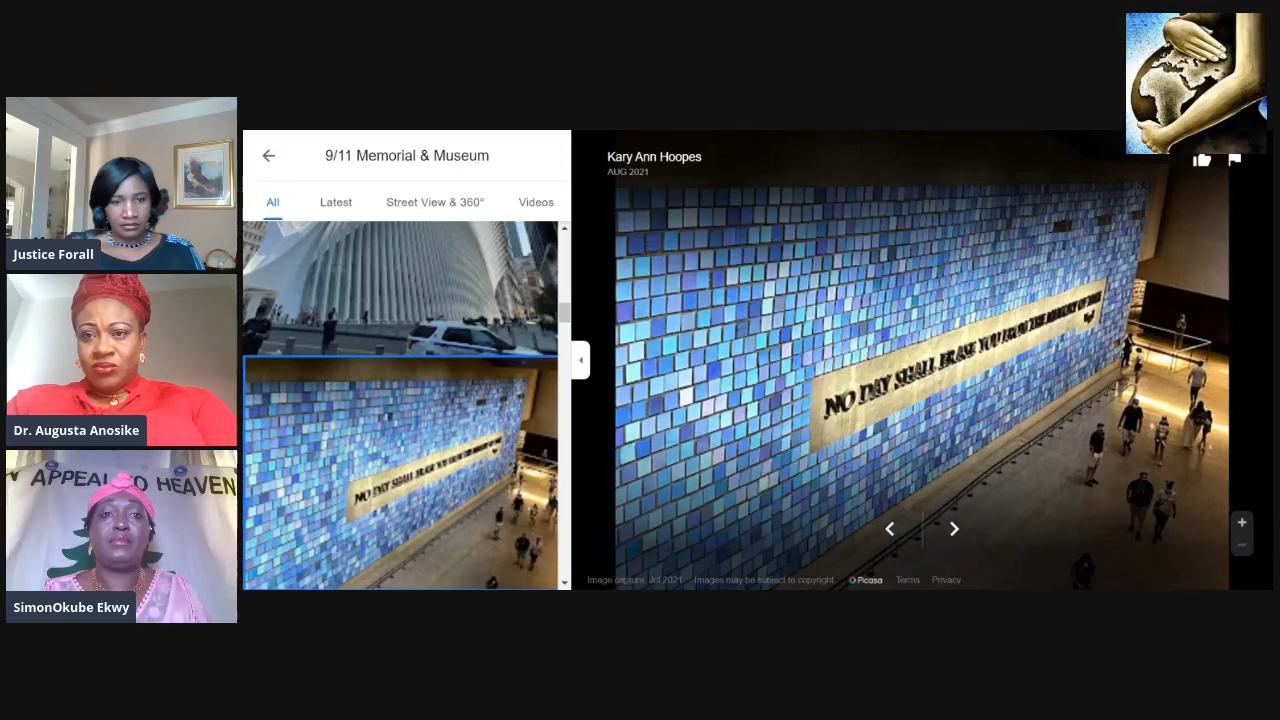 Justice Forall
Dr. Augusta Anosike
APPEAL TO HEAVEN
SimonOkube Ekwy
9/11 Memorial & Museum
All
Latest
Street View & 360°
Videos
NO DAY SHALL ERASE YOU FROM THE MEMORY OF TIME
Kary Ann Hoopes
AUG 2021
NO DAY SHALL ERASE YOU FROM THE MEMORY OF TIME
Virgil
Image capture: Jul 2021
Images may be subject to copyright.
Picasa
Terms
Privacy